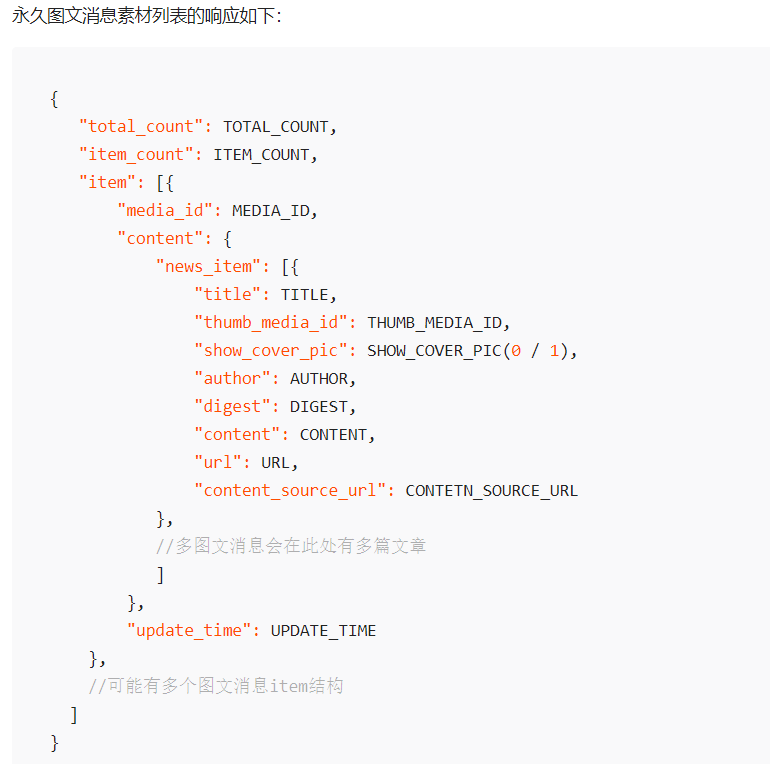 永久图文消息素材列表的响应如下：
{
"total_count": TOTAL_COUNT,
"item_count": ITEM_COUNT,
"item": [{
"media_id": MEDIA_ID,
"content": {
"news_item": [{
"title": TITLE,
"thumb_media_id": THUMB_MEDIA_ID,
"show_cover_pic": SHOW_COVER_PIC(0 / 1),
"author": AUTHOR,
"digest": DIGEST,
"content": CONTENT,
"url": URL,
"content_source_url": CONTETN_SOURCE_URL
},
//多图文消息会在此处有多篇文章
]
},
"update_time": UPDATE_TIME
},
//可能有多个图文消息item结构
]
}